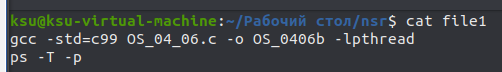 ksu@ksu-virtual-machine:~/Рабочий стол/nsr$ cat file1
gcc -std=c99 OS_04_06.c -o OS_0406b -lpthread
ps -T -p